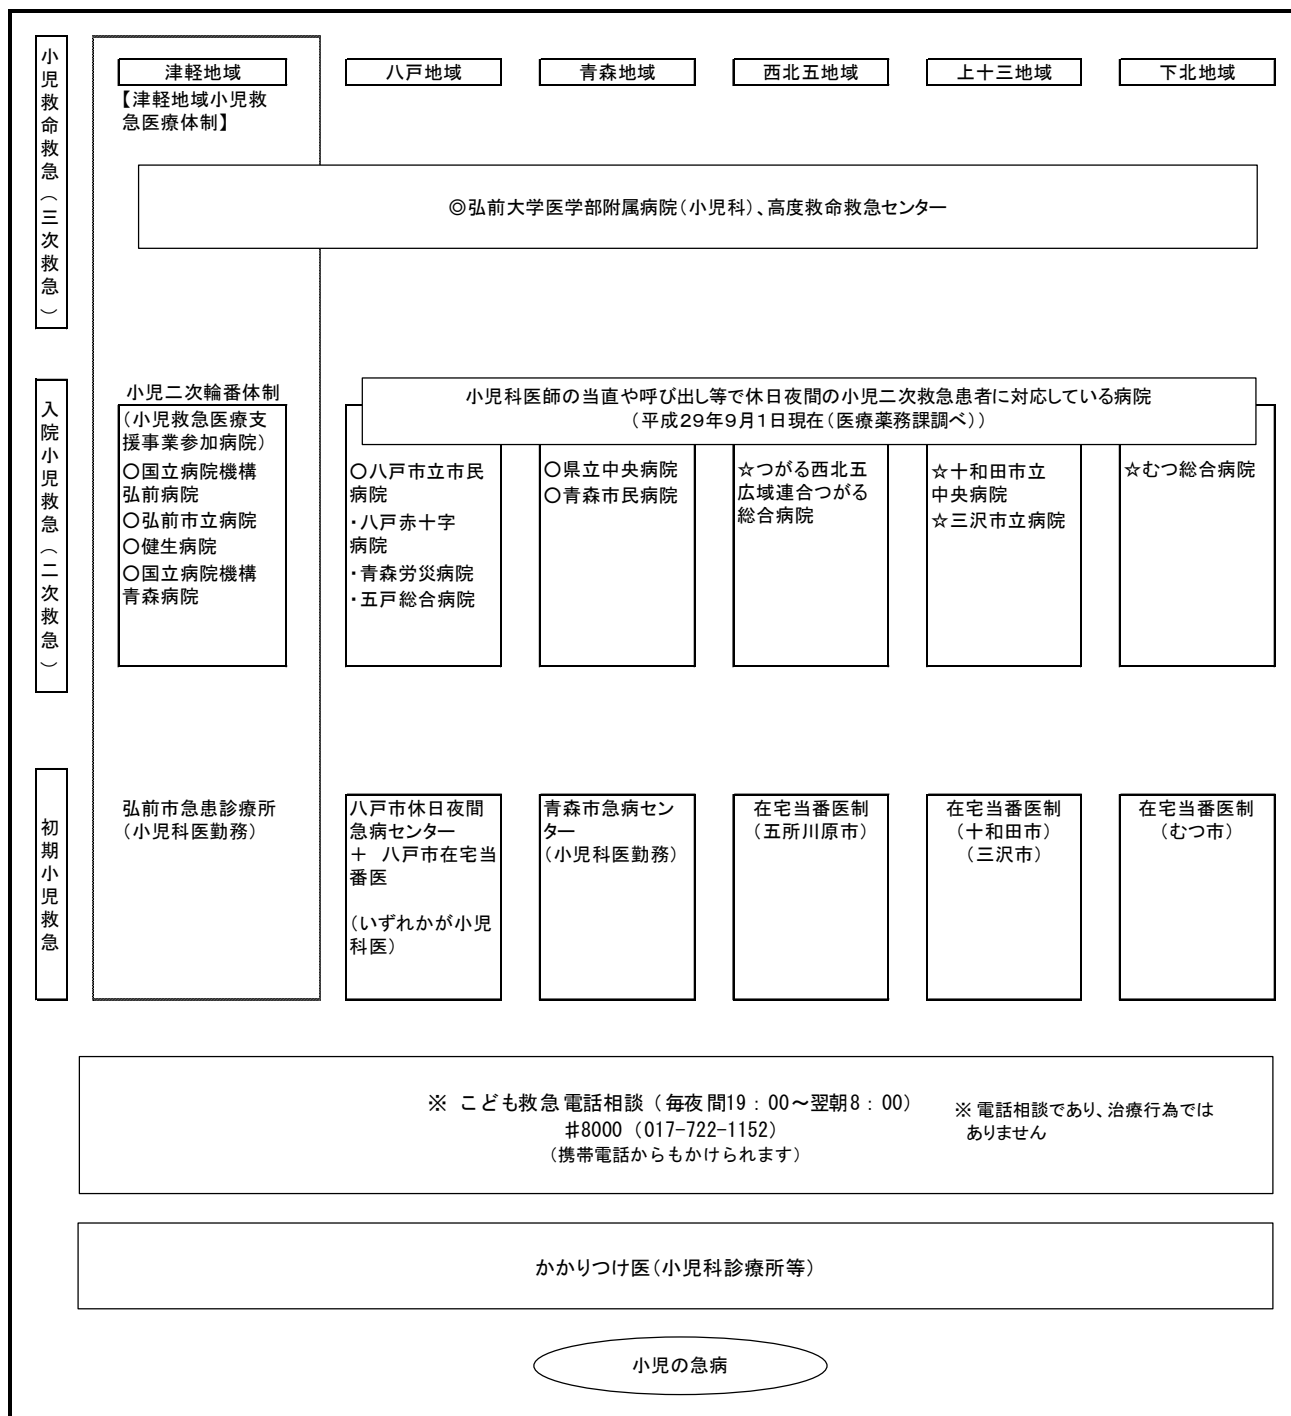 小児救命救急（三次救急）
津軽地域
八戸地域
青森地域
西北五地域
上十三地域
下北地域
【津軽地域小児救
急医療体制】
◎弘前大学医学部附属病院（小児科）、高度救命救急センター
入院小児救急（二次救急）
小児二次輪番体制
（小児救急医療支
援事業参加病院）
○国立病院機構
弘前病院
○弘前市立病院
○健生病院
○国立病院機構
青森病院
小児科医師の当直や呼び出し等で休日夜間の小児二次救急患者に対応している病院
（平成29年9月1日現在（医療薬務課調べ））
○八戸市立市民
病院
・八戸赤十字
病院
・青森労災病院
・五戸総合病院
○県立中央病院
○青森市民病院
☆つがる西北五
広域連合つがる
総合病院
☆十和田市立
中央病院
☆三沢市立病院
☆むつ総合病院
初期小児救急
弘前市急患診療所
（小児科医勤務）
八戸市休日夜間
急病センター
＋ 八戸市在宅当
番医
（いずれかが小児
科医）
青森市急病セン
ター
（小児科医勤務）
在宅当番医制
（五所川原市）
在宅当番医制
（十和田市）
（三沢市）
在宅当番医制
（むつ市）
※ こども救急電話相談（毎夜間19：00～翌朝8：00）
♯8000（017-722-1152）
（携帯電話からもかけられます）
※ 電話相談であり、治療行為では
ありません
かかりつけ医（小児科診療所等）
小児の急病